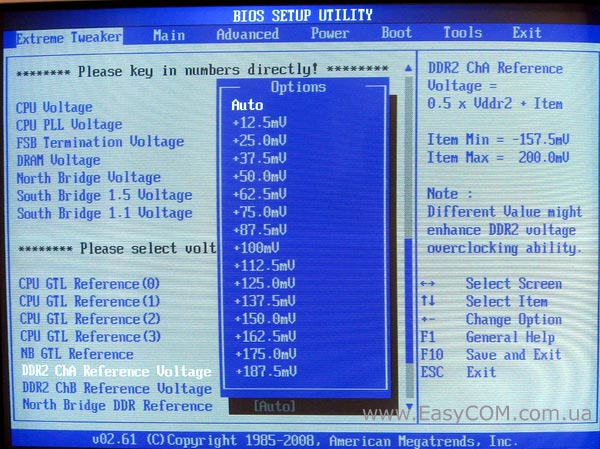 BIOS SETUP UTILITY
Extreme Tweaker Main Advanced Power Boot Tools Exit
******** Please key in numbers directly! ********
CPU Voltage
CPU PLL Voltage
FSB Termination Voltage
DRAM Voltage
North Bridge Voltage
South Bridge 1.5 Voltage
South Bridge 1.1 Voltage
******** Please select volt
CPU GTL Reference(0)
CPU GTL Reference(1)
CPU GTL Reference(2)
CPU GTL Reference(3)
NB GTL Reference
DDR2 ChA Reference Voltage
DDR2 ChB Reference Voltage
North Bridge DDR Reference [Auto]
Options
Auto
+12.5mV
+25.0mV
+37.5mV
+50.0mV
+62.5mV
+75.0mV
+87.5mV
+100mV
+112.5mV
+125.0mV
+137.5mV
+150.0mV
+162.5mV
+175.0mV
+187.5mV
DDR2 ChA Reference
Voltage =
0.5 x Vddr2 + Item
Item Min = -157.5mV
Item Max = 200.0mV
Note :
Different Value might
enhance DDR2 voltage
overclocking ability.
↔ Select Screen
↑↓ Select Item
+- Change Option
F1 General Help
F10 Save and Exit
ESC Exit
www.EasyCOM.com.ua
v02.61 (C)Copyright 1985-2008, American Megatrends, Inc.